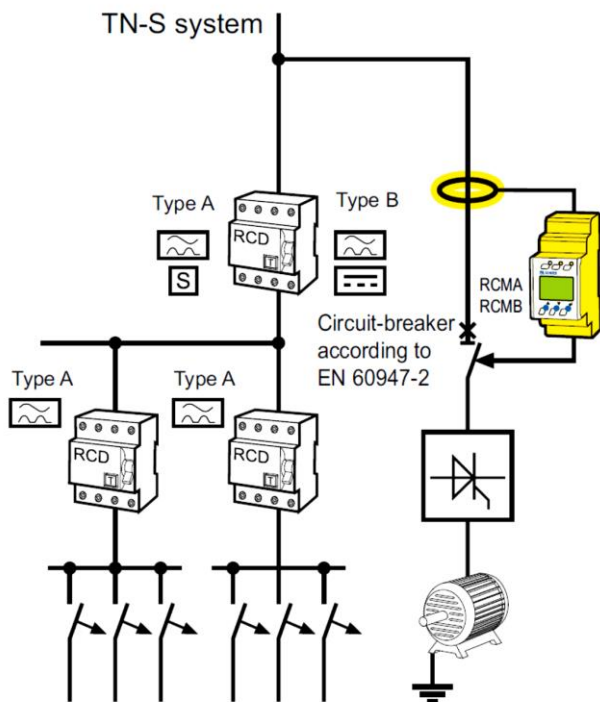 TN-S system
Type A
Type B
RCD
T
S
RCMA
RCMB
Circuit-breaker
according to
EN 60947-2
Type A
Type A
RCD
T
RCD
T